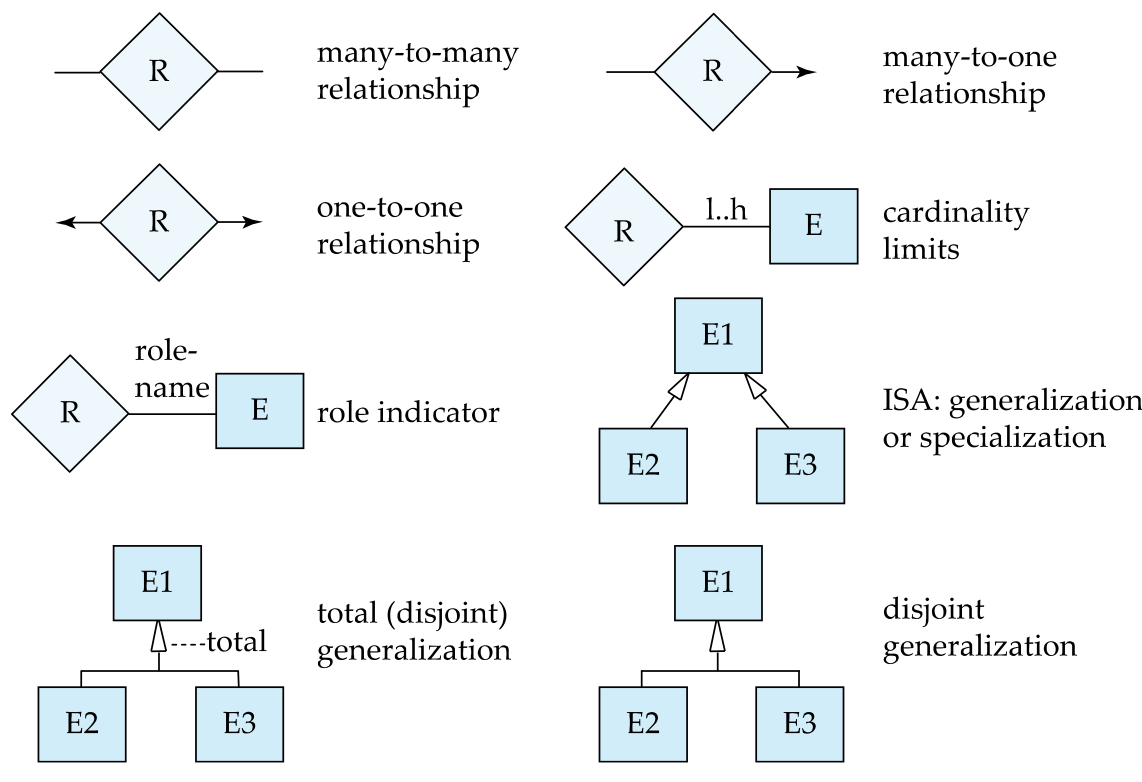 R
many-to-many
relationship
R
many-to-one
relationship
R
one-to-one
relationship
R
l..h
E
cardinality
limits
R
role-
name
E
role indicator
E1
E2
E3
ISA: generalization
or specialization
E1
total
E2
E3
total (disjoint)
generalization
E1
E2
E3
disjoint
generalization